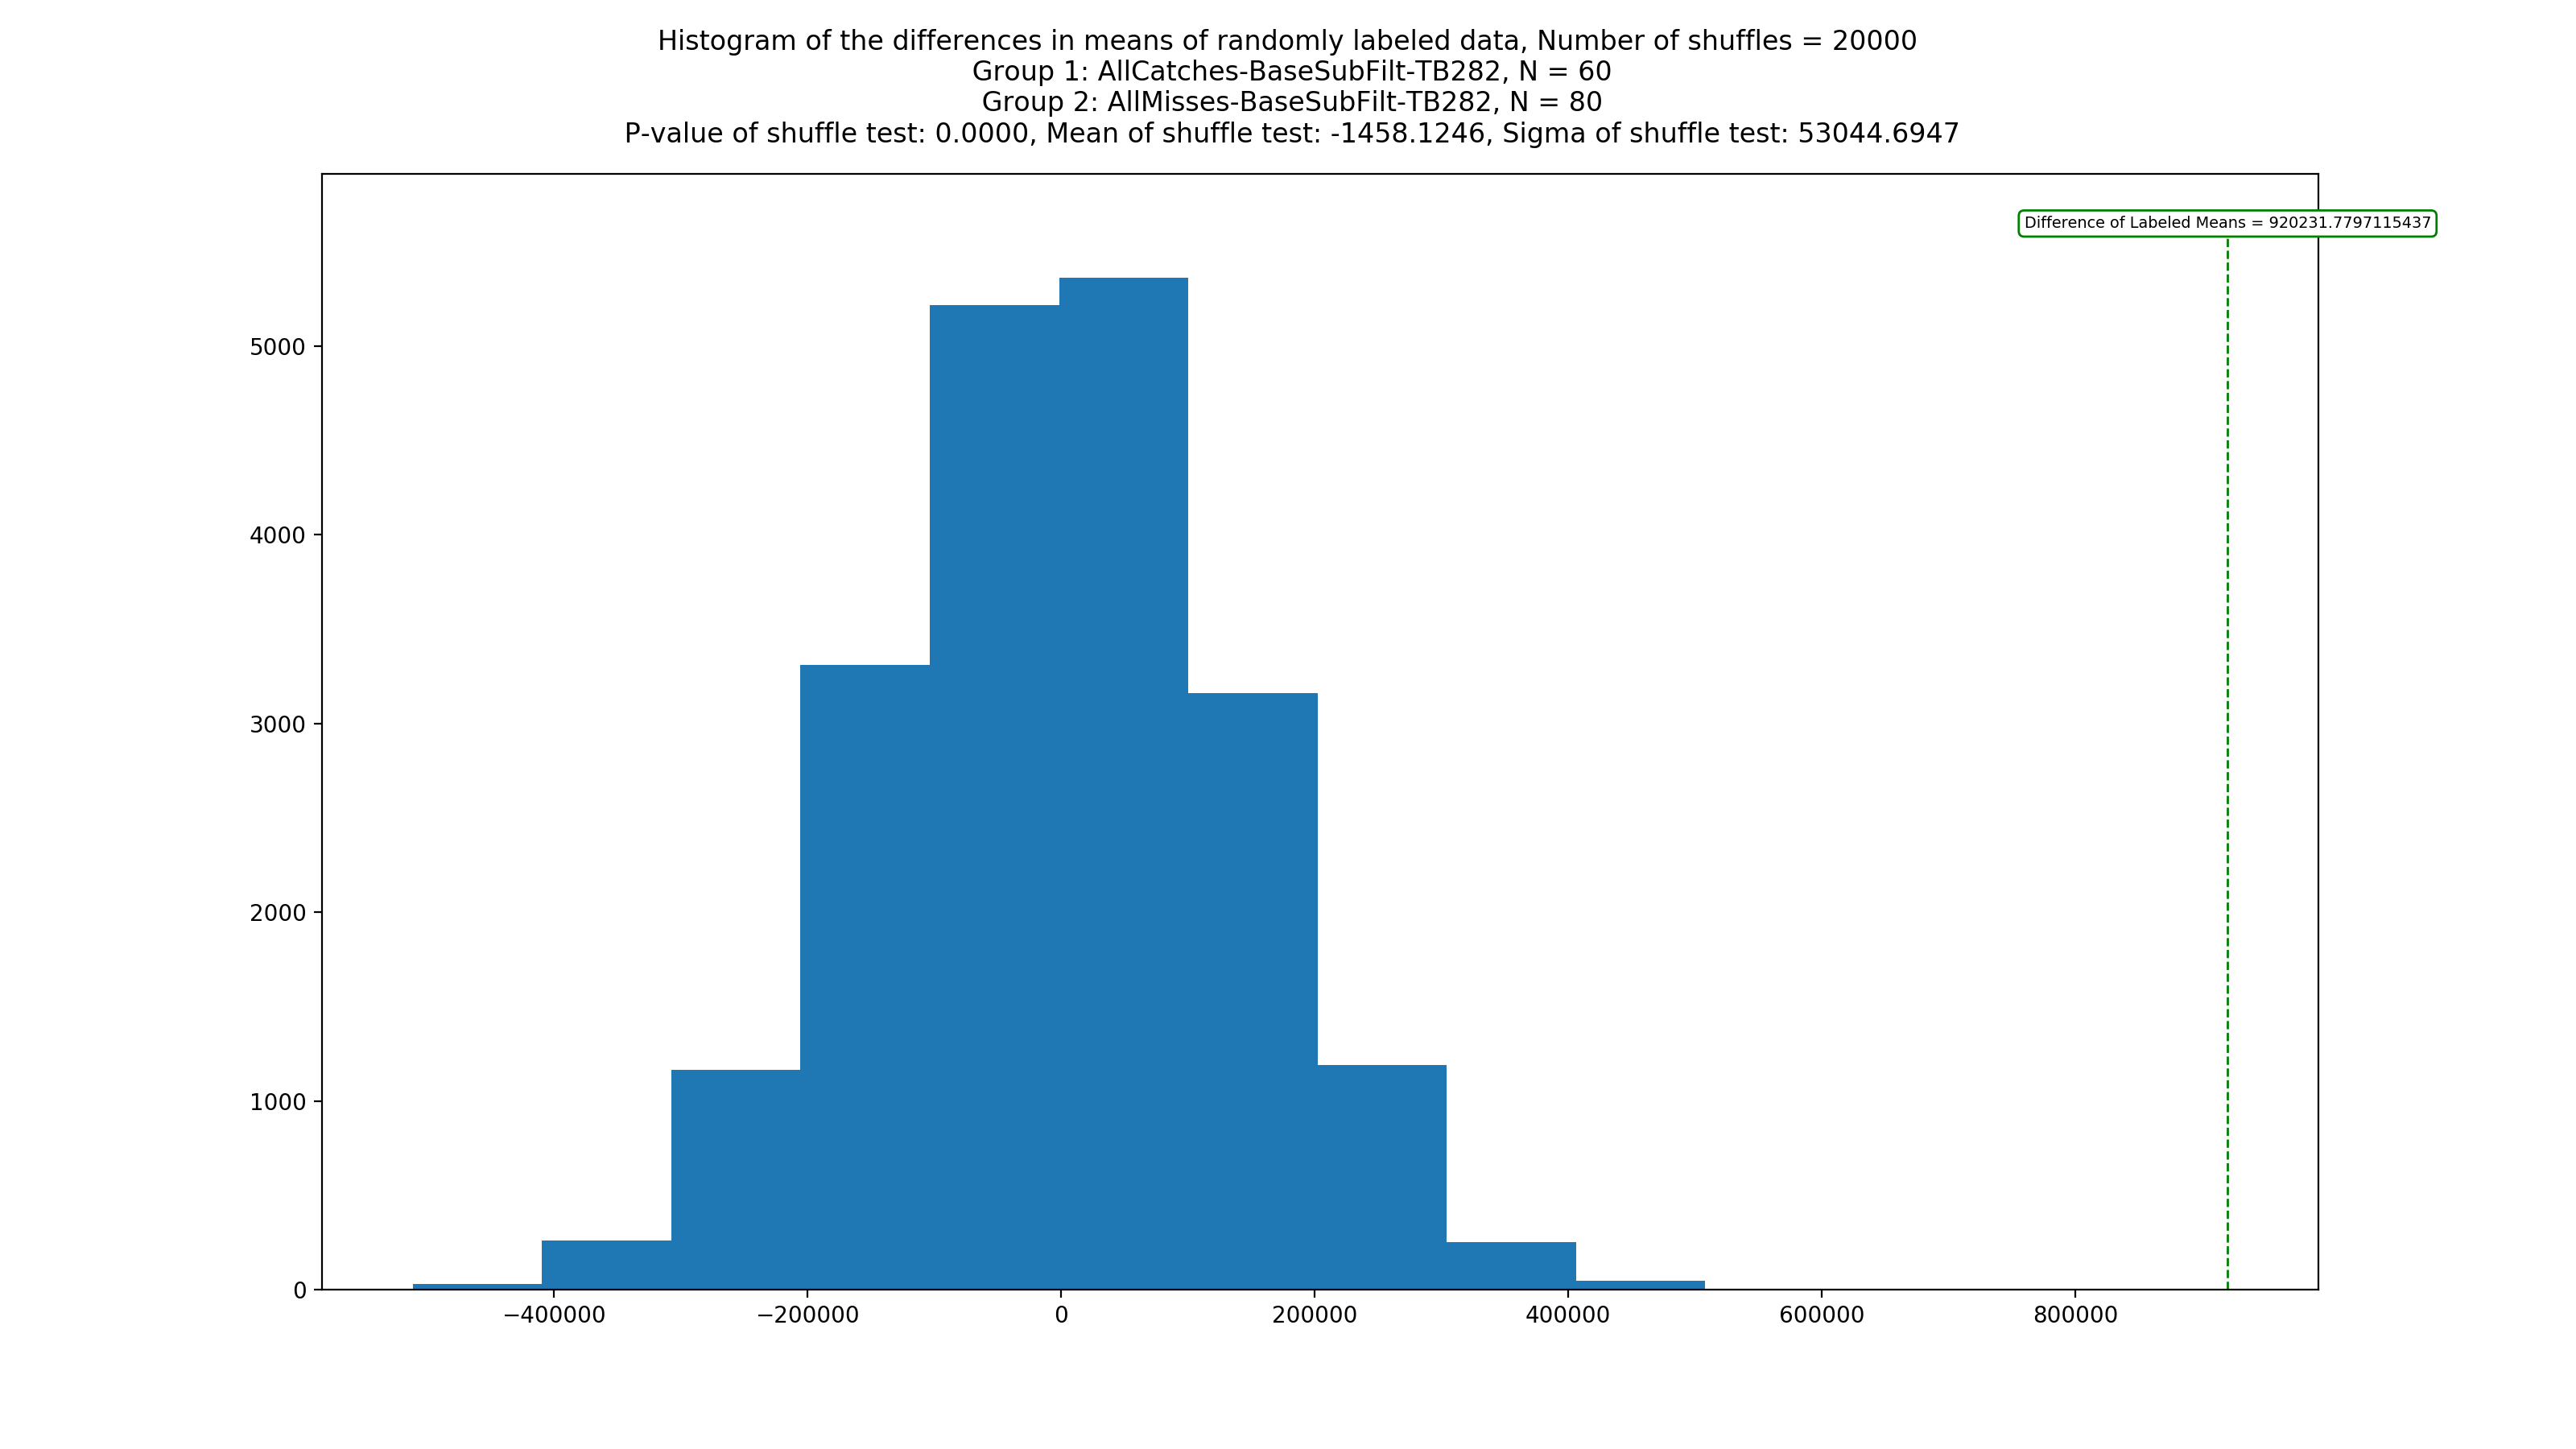 Histogram of the differences in means of randomly labeled data, Number of shuffles = 20000
Group 1: AllCatches-BaseSubFilt-TB282, N = 60
Group 2: AllMisses-BaseSubFilt-TB282, N = 80
P-value of shuffle test: 0.0000, Mean of shuffle test: -1458.1246, Sigma of shuffle test: 53044.6947
Difference of Labeled Means = 920231.7797115437
5000
4000
3000
2000
1000
0
−400000 −200000 0 200000 400000 600000 800000